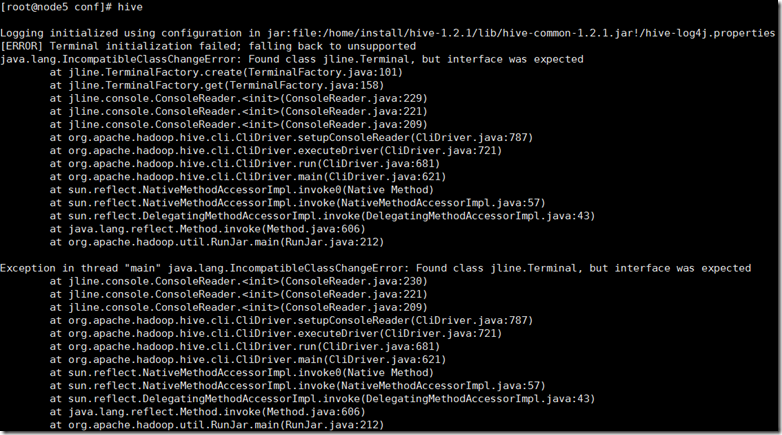 [root@node5 conf]# hive
Logging initialized using configuration in jar:file:/home/install/hive-1.2.1/lib/hive-common-1.2.1.jar!/hive-log4j.properties
[ERROR] Terminal initialization failed; falling back to unsupported
java.lang.IncompatibleClassChangeError: Found class jline.Terminal, but interface was expected
at jline.TerminalFactory.create(TerminalFactory.java:101)
at jline.TerminalFactory.get(TerminalFactory.java:158)
at jline.console.ConsoleReader.<init>(ConsoleReader.java:229)
at jline.console.ConsoleReader.<init>(ConsoleReader.java:221)
at jline.console.ConsoleReader.<init>(ConsoleReader.java:209)
at org.apache.hadoop.hive.cli.CliDriver.setupConsoleReader(CliDriver.java:787)
at org.apache.hadoop.hive.cli.CliDriver.executeDriver(CliDriver.java:721)
at org.apache.hadoop.hive.cli.CliDriver.run(CliDriver.java:681)
at org.apache.hadoop.hive.cli.CliDriver.main(CliDriver.java:621)
at sun.reflect.NativeMethodAccessorImpl.invoke0(Native Method)
at sun.reflect.NativeMethodAccessorImpl.invoke(NativeMethodAccessorImpl.java:57)
at sun.reflect.DelegatingMethodAccessorImpl.invoke(DelegatingMethodAccessorImpl.java:43)
at java.lang.reflect.Method.invoke(Method.java:606)
at org.apache.hadoop.util.RunJar.main(RunJar.java:212)
Exception in thread "main" java.lang.IncompatibleClassChangeError: Found class jline.Terminal, but interface was expected
at jline.console.ConsoleReader.<init>(ConsoleReader.java:230)
at jline.console.ConsoleReader.<init>(ConsoleReader.java:221)
at jline.console.ConsoleReader.<init>(ConsoleReader.java:209)
at org.apache.hadoop.hive.cli.CliDriver.setupConsoleReader(CliDriver.java:787)
at org.apache.hadoop.hive.cli.CliDriver.executeDriver(CliDriver.java:721)
at org.apache.hadoop.hive.cli.CliDriver.run(CliDriver.java:681)
at org.apache.hadoop.hive.cli.CliDriver.main(CliDriver.java:621)
at sun.reflect.NativeMethodAccessorImpl.invoke0(Native Method)
at sun.reflect.NativeMethodAccessorImpl.invoke(NativeMethodAccessorImpl.java:57)
at sun.reflect.DelegatingMethodAccessorImpl.invoke(DelegatingMethodAccessorImpl.java:43)
at java.lang.reflect.Method.invoke(Method.java:606)
at org.apache.hadoop.util.RunJar.main(RunJar.java:212)